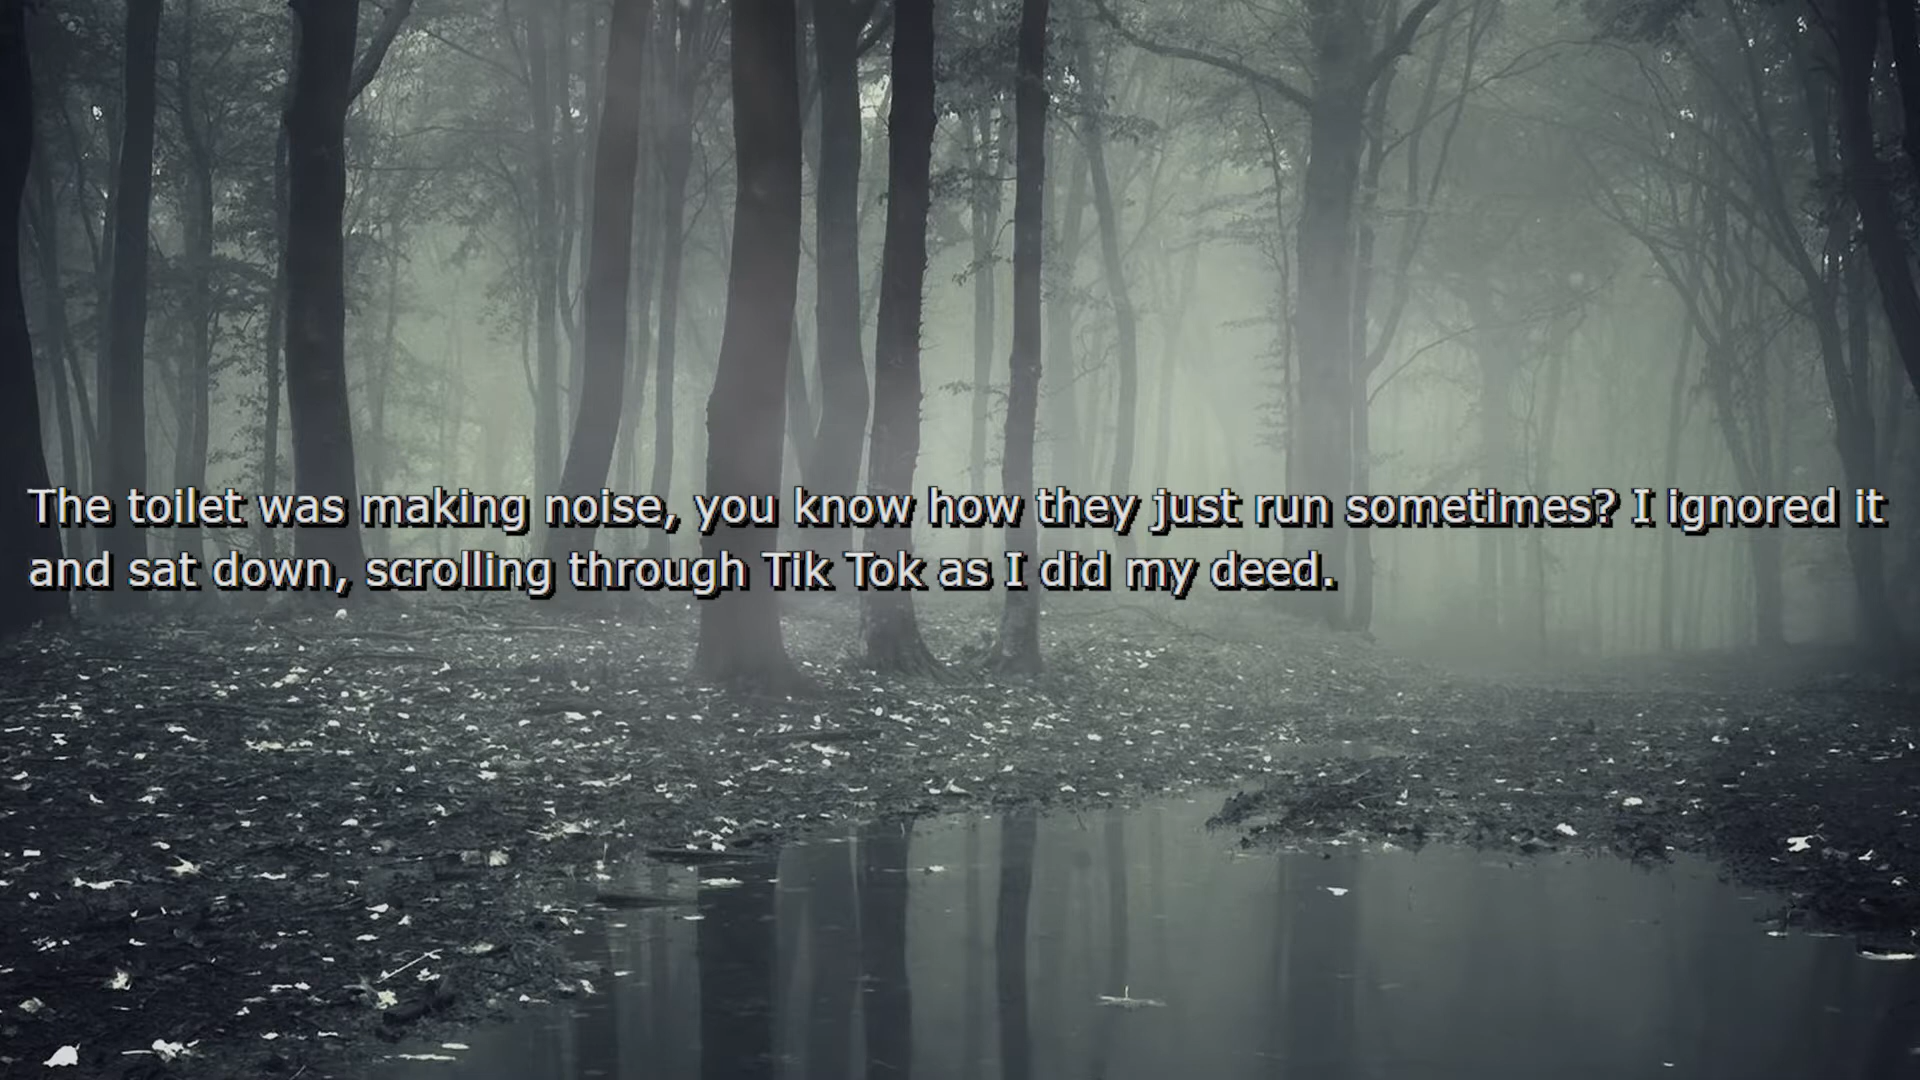 The toilet was making noise, you know how they just run sometimes? I ignored it
and sat down, scrolling through Tik Tok as I did my deed.